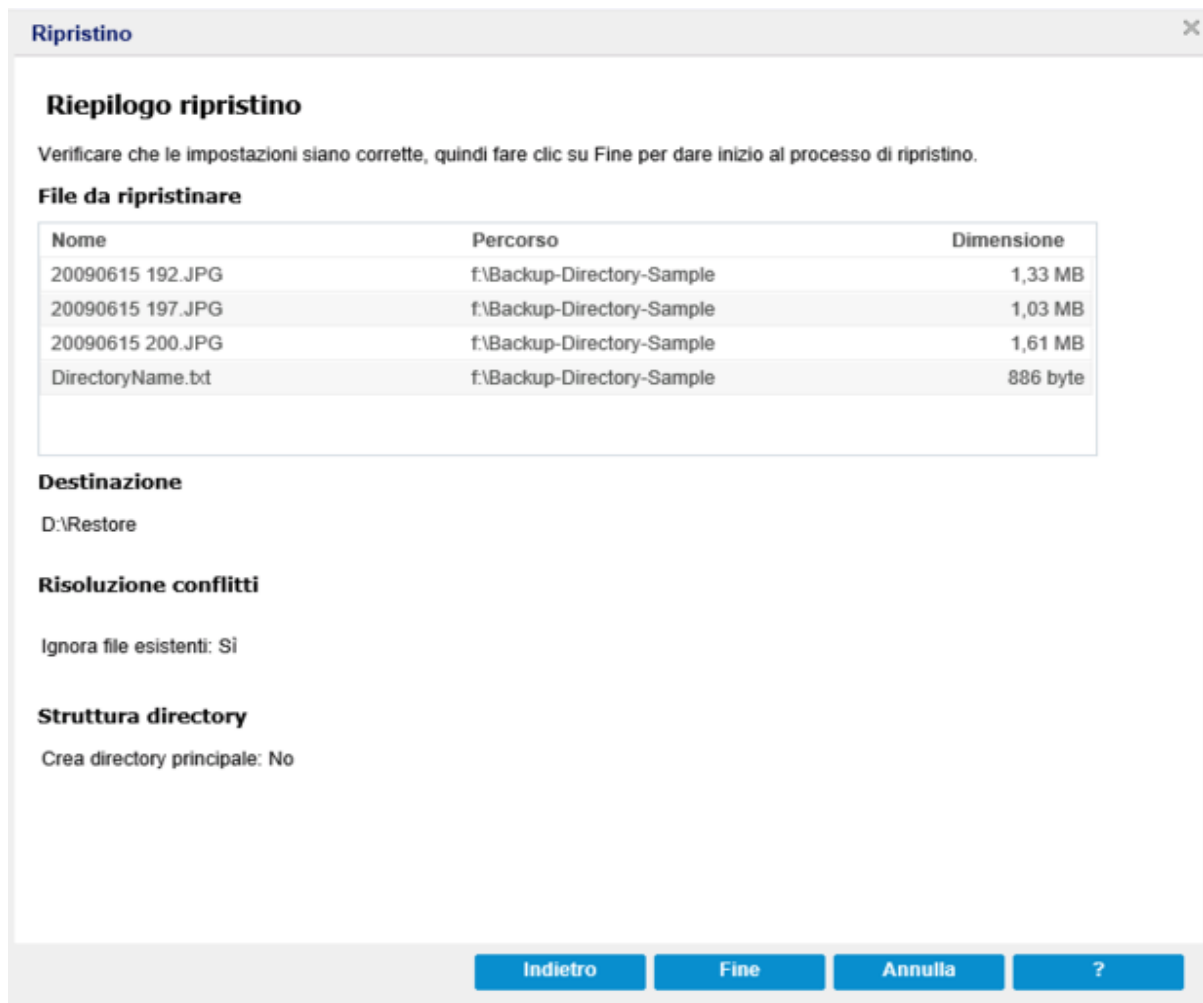 Ripristino
Riepilogo ripristino
Verificare che le impostazioni siano corrette, quindi fare clic su Fine per dare inizio al processo di ripristino.
File da ripristinare
Nome Percorso Dimensione
20090615 192.JPG f:\Backup-Directory-Sample 1,33 MB
20090615 197.JPG f:\Backup-Directory-Sample 1,03 MB
20090615 200.JPG f:\Backup-Directory-Sample 1,61 MB
DirectoryName.txt f:\Backup-Directory-Sample 886 byte
Destinazione
D:\Restore
Risoluzione conflitti
Ignora file esistenti: Sì
Struttura directory
Crea directory principale: No
Indietro Fine Annulla ?